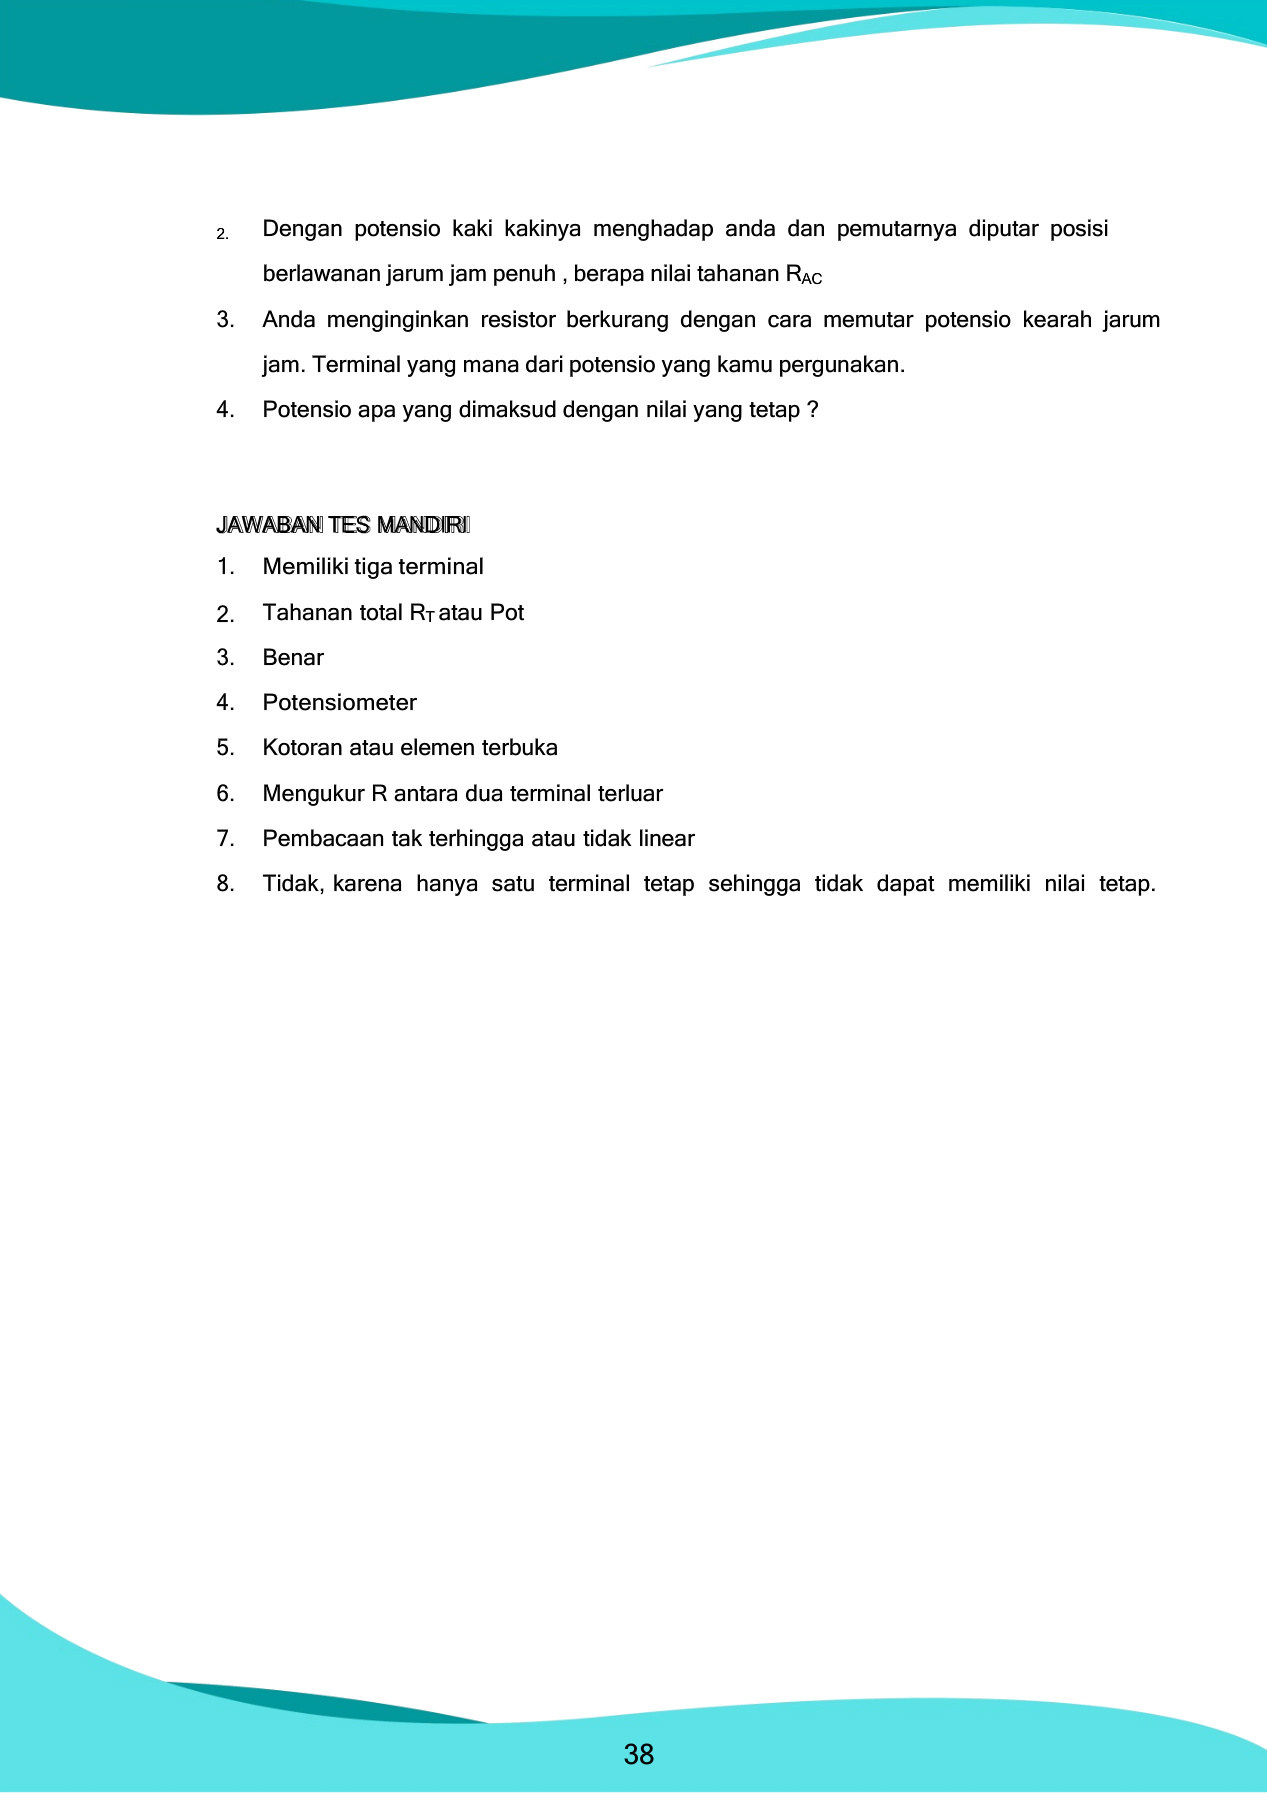 2. Dengan potensio kaki kakinya menghadap anda dan pemutarnya diputar posisi
berlawanan jarum jam penuh , berapa nilai tahanan RAC
3. Anda menginginkan resistor berkurang dengan cara memutar potensio kearah jarum
jam. Terminal yang mana dari potensio yang kamu pergunakan.
4. Potensio apa yang dimaksud dengan nilai yang tetap ?
JAWABAN TES MANDIRI
1. Memiliki tiga terminal
2. Tahanan total RT atau Pot
3. Benar
4. Potensiometer
5. Kotoran atau elemen terbuka
6. Mengukur R antara dua terminal terluar
7. Pembacaan tak terhingga atau tidak linear
8. Tidak, karena hanya satu terminal tetap sehingga tidak dapat memiliki nilai tetap.
38